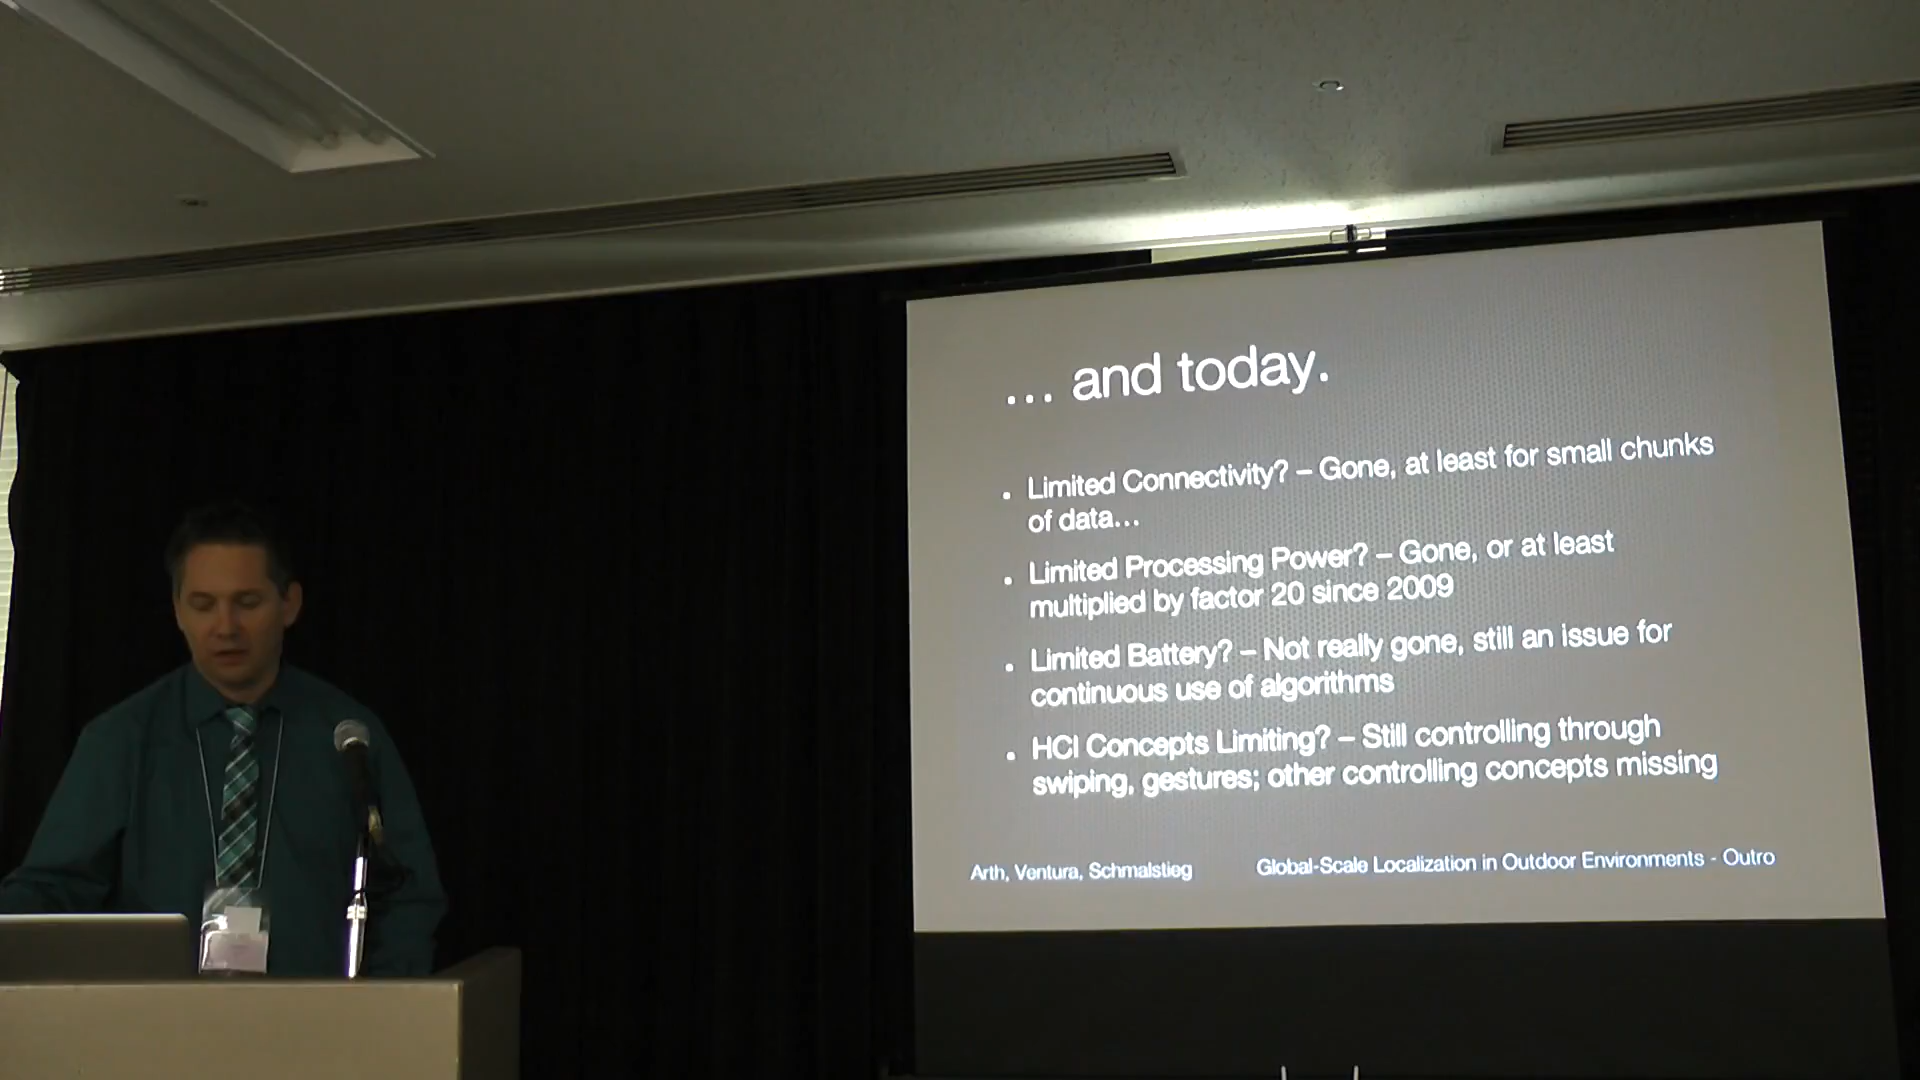 ... and today.
• Limited Connectivity? – Gone, at least for small chunks
of data...
• Limited Processing Power? – Gone, or at least
multiplied by factor 20 since 2009
• Limited Battery? – Not really gone, still an issue for
continuous use of algorithms
• HCI Concepts Limiting? – Still controlling through
swiping, gestures; other controlling concepts missing
Arth, Ventura, Schmalstieg
Global-Scale Localization in Outdoor Environments - Outro